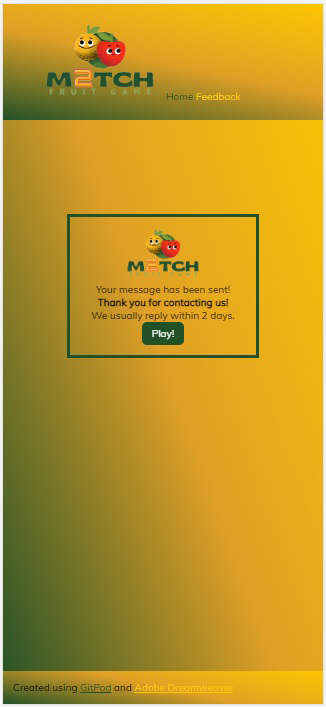 M2TCH
FRUIT GAME
Home Feedback
M2TCH
Your message has been sent!
Thank you for contacting us!
We usually reply within 2 days.
Play!
Created using GitPod and Adobe Dreamweaver